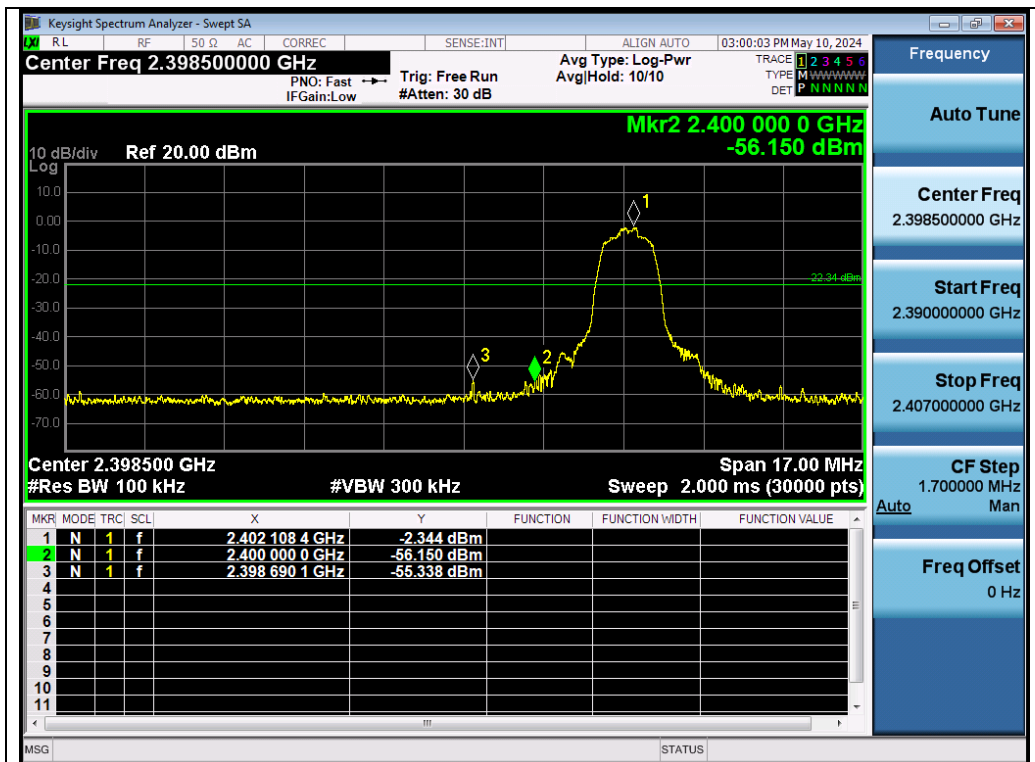 Keysight Spectrum Analyzer - Swept SA
LXI RL RF 50 Ω AC CORREC SENSE:INT ALIGN AUTO 03:00:03 PM May 10, 2024
Center Freq 2.398500000 GHz
PNO: Fast
IFGain:Low
Trig: Free Run
#Atten: 30 dB
Avg Type: Log-Pwr
Avg|Hold: 10/10
TRACE 1 2 3 4 5 6
TYPE M WWWWW
DET P N N N N N
Mkr2 2.400 000 0 GHz
-56.150 dBm
10 dB/div Ref 20.00 dBm
Log
10.0
0.00
-10.0
-20.0
-30.0
-40.0
-50.0
-60.0
-70.0
-22.34 dBm
1
2
3
Center 2.398500 GHz Span 17.00 MHz
#Res BW 100 kHz #VBW 300 kHz Sweep 2.000 ms (30000 pts)
MKR MODE TRC SCL X Y FUNCTION FUNCTION WIDTH FUNCTION VALUE
1 N 1 f 2.402 108 4 GHz -2.344 dBm
2 N 1 f 2.400 000 0 GHz -56.150 dBm
3 N 1 f 2.398 690 1 GHz -55.338 dBm
4
5
6
7
8
9
10
11
MSG STATUS
Frequency
Auto Tune
Center Freq
2.398500000 GHz
Start Freq
2.390000000 GHz
Stop Freq
2.407000000 GHz
CF Step
1.700000 MHz
Auto Man
Freq Offset
0 Hz